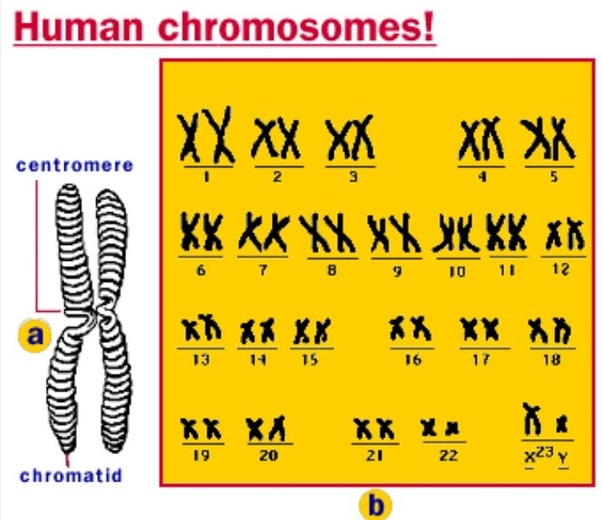 Human chromosomes!
centromere
a
chromatid
1 2 3 4 5
6 7 8 9 10 11 12
13 14 15 16 17 18
19 20 21 22 X 23 Y
b